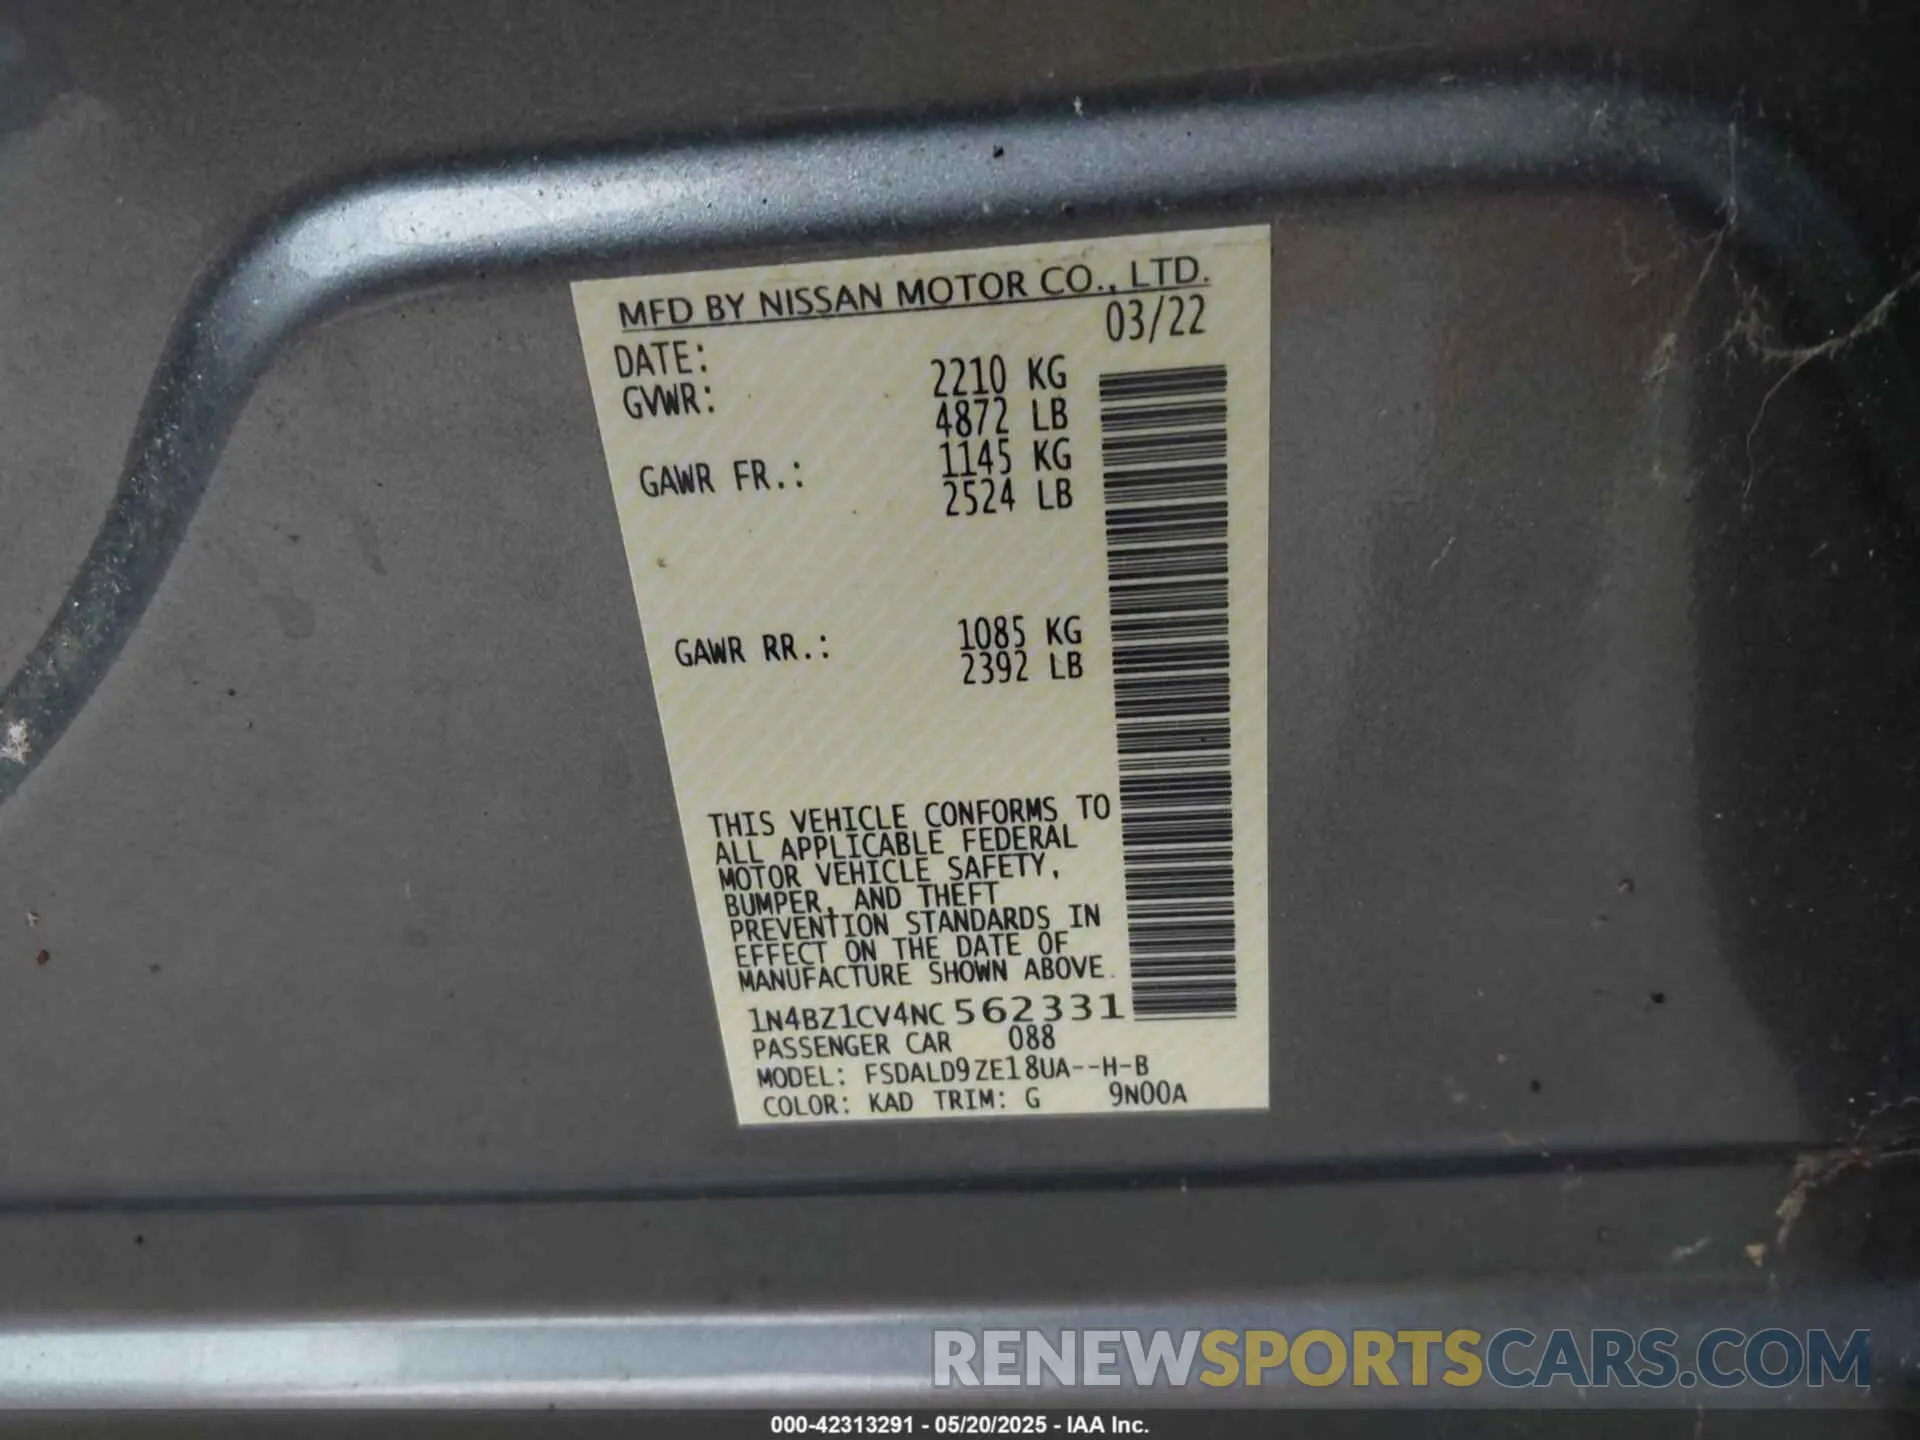 MFD BY NISSAN MOTOR CO., LTD.
DATE: 03/22
GVWR: 2210 KG
4872 LB
GAWR FR.: 1145 KG
2524 LB
GAWR RR.: 1085 KG
2392 LB
THIS VEHICLE CONFORMS TO
ALL APPLICABLE FEDERAL
MOTOR VEHICLE SAFETY,
BUMPER, AND THEFT
PREVENTION STANDARDS IN
EFFECT ON THE DATE OF
MANUFACTURE SHOWN ABOVE.
1N4BZ1CV4NC562331
PASSENGER CAR 088
MODEL: FSDALD9ZE18UA--H-B
COLOR: KAD TRIM: G 9N00A
RENEWSPORTSCARS.COM
000-42313291 - 05/20/2025 - IAA Inc.